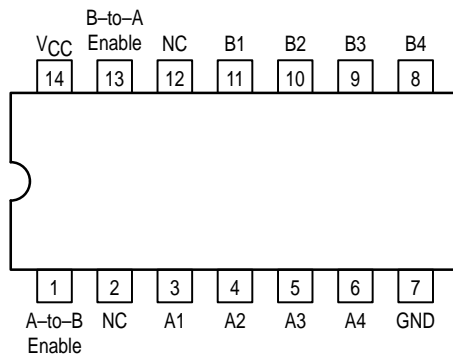 B–to–A
Enable
VCC NC B1 B2 B3 B4
14 13 12 11 10 9 8
1 2 3 4 5 6 7
A–to–B NC A1 A2 A3 A4 GND
Enable